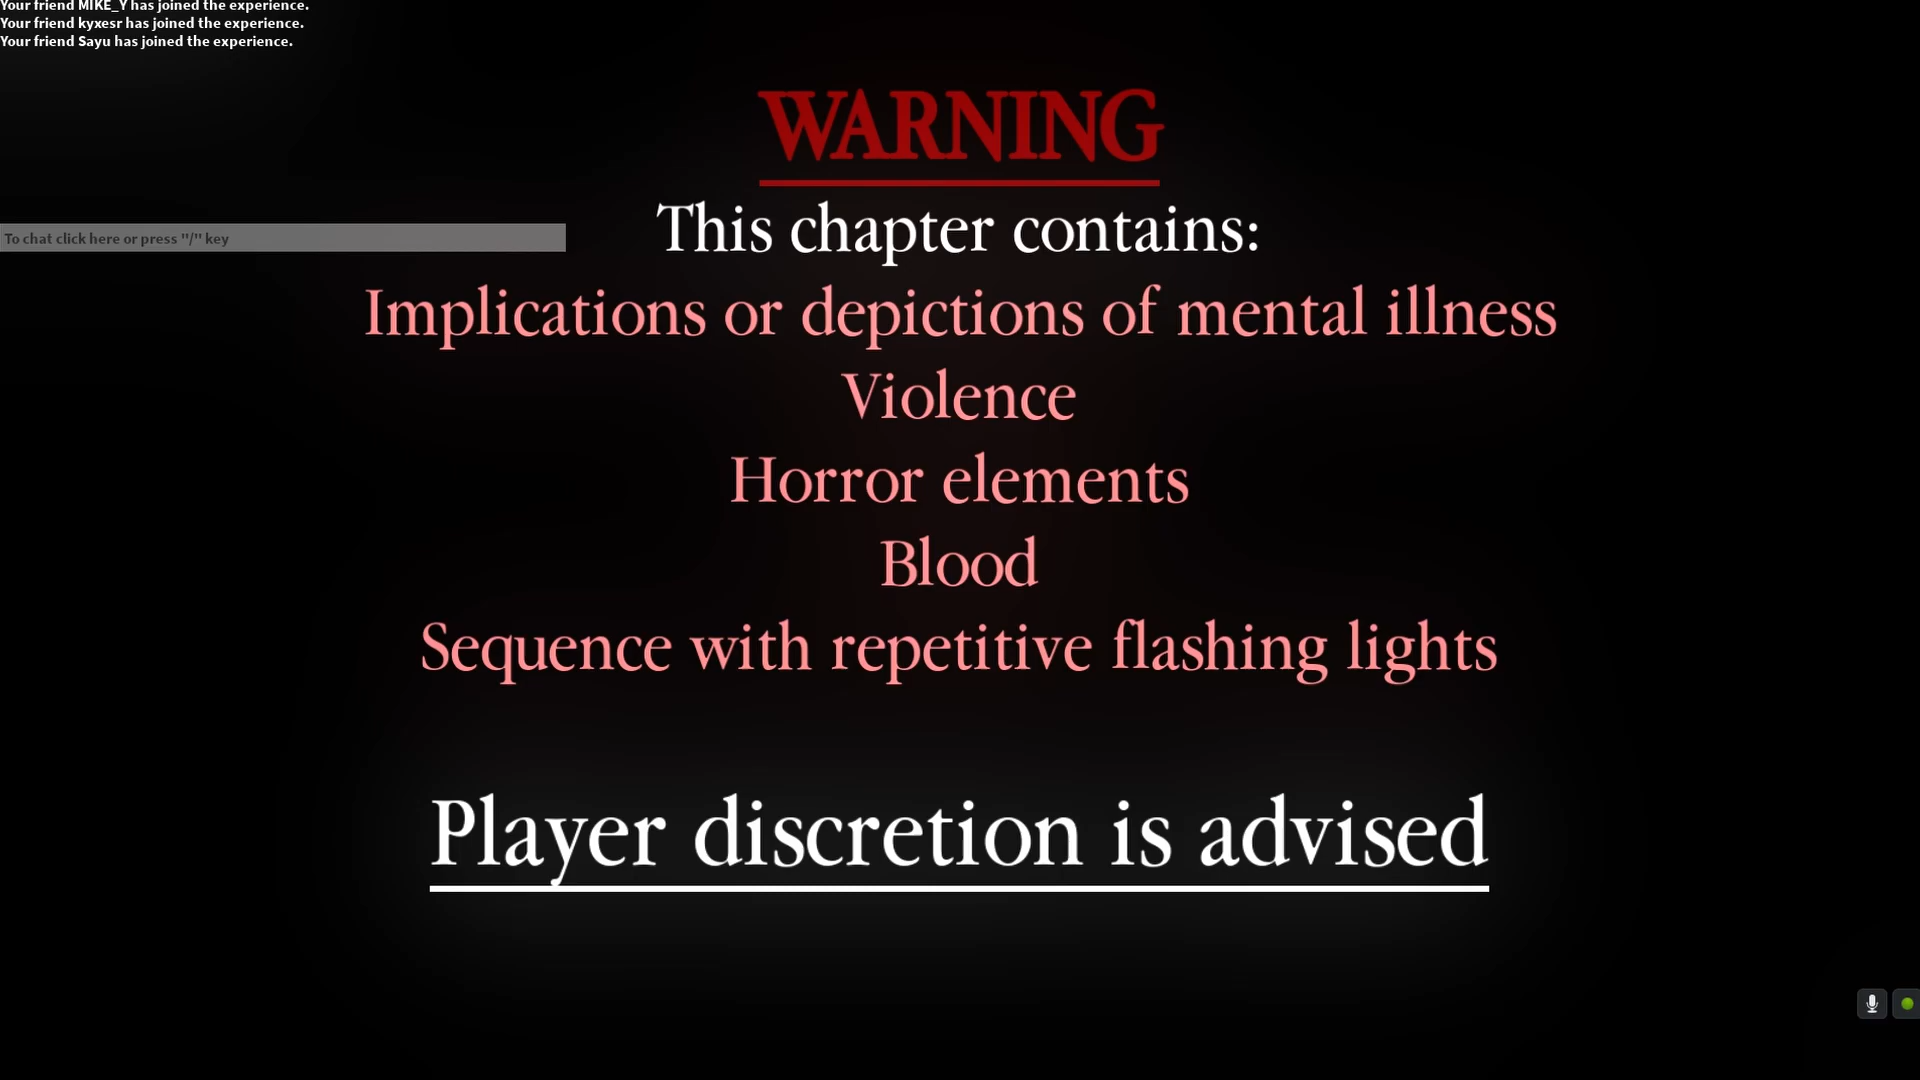 Your friend MIKE_Y has joined the experience.
Your friend kyxesr has joined the experience.
Your friend Sayu has joined the experience.
WARNING
This chapter contains:
To chat click here or press "/" key
Implications or depictions of mental illness
Violence
Horror elements
Blood
Sequence with repetitive flashing lights
Player discretion is advised